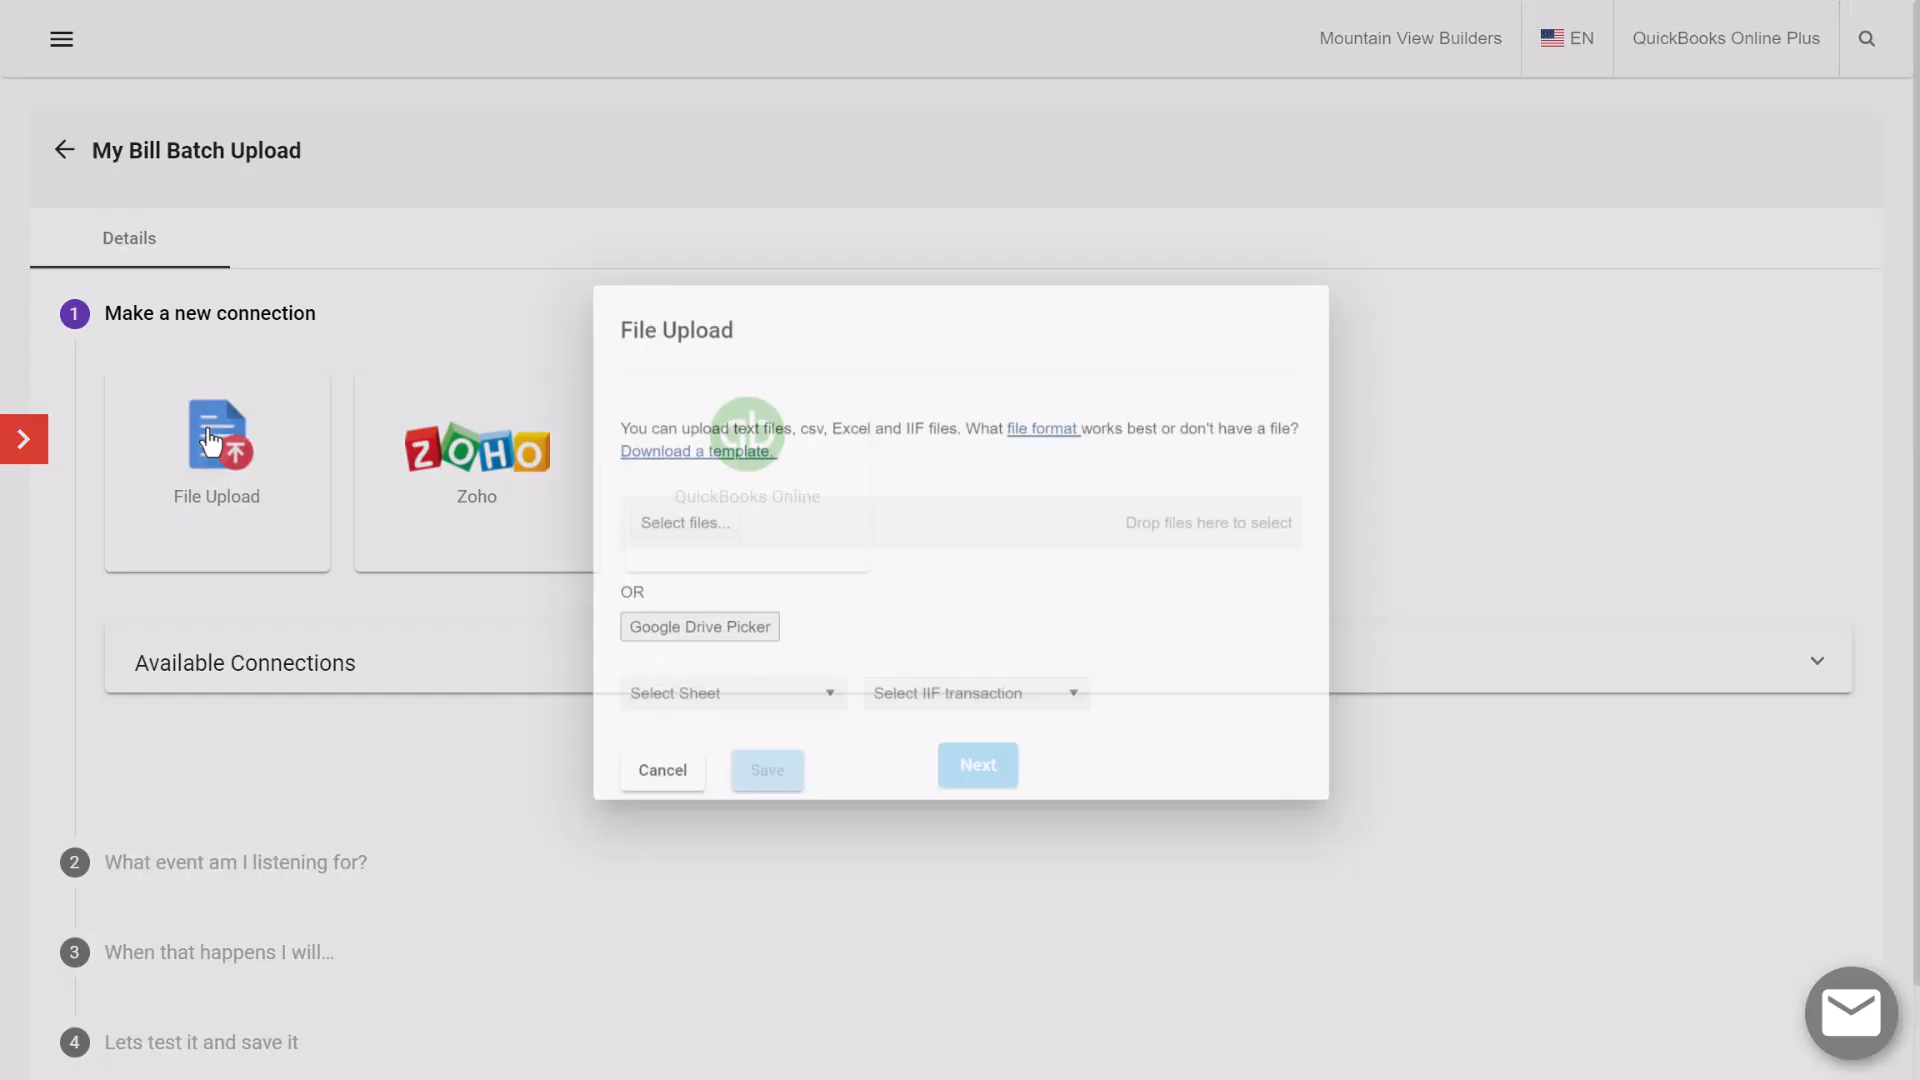 Mountain View Builders
EN
QuickBooks Online Plus
My Bill Batch Upload
Details
1 Make a new connection
File Upload
ZOHO
Zoho
qb
QuickBooks Online
File Upload
You can upload text files, csv, Excel and IIF files. What file format works best or don't have a file?
Download a template.
Select files...
Drop files here to select
OR
Google Drive Picker
Select Sheet
Select IIF transaction
Cancel
Save
Next
Available Connections
2 What event am I listening for?
3 When that happens I will...
4 Lets test it and save it